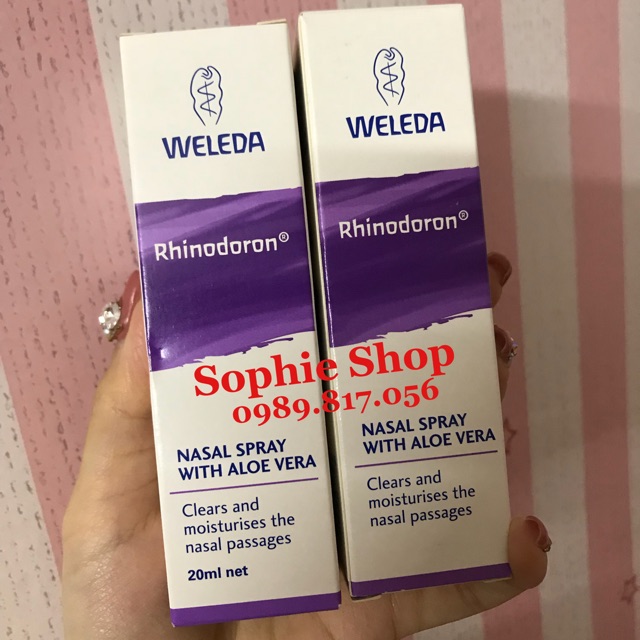 WELEDA
Rhinodoron®
NASAL SPRAY
WITH ALOE VERA
Clears and
moisturises the
nasal passages
20ml net
WELEDA
Rhinodoron®
NASAL SPRAY
WITH ALOE VERA
Clears and
moisturises the
nasal passages
Sophie Shop
0989.817.056